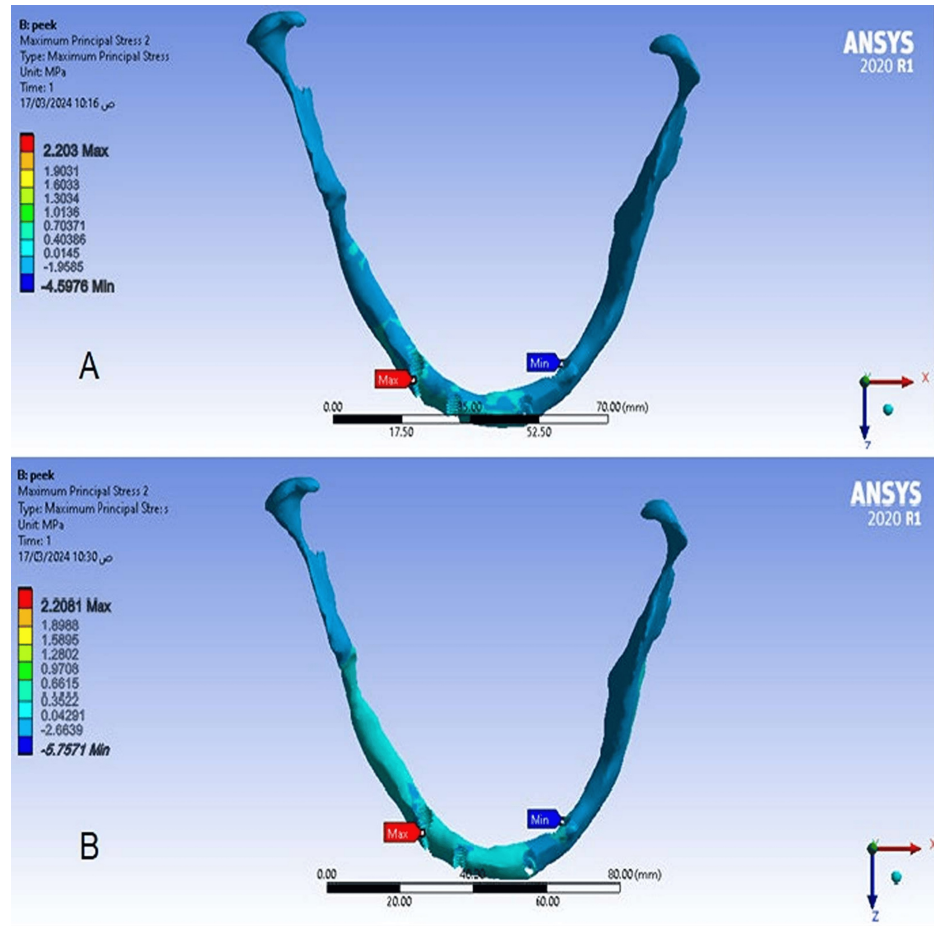 B: peek
Maximum Principal Stress 2
Type: Maximum Principal Stress
Unit: MPa
Time: 1
17/03/2024 10:16 ص
ANSYS
2020 R1
2.203 Max
1.9031
1.6033
1.3034
1.0136
0.70371
0.40386
0.0145
-1.9585
-4.5976 Min
A
Max
Min
0.00
35.00
70.00 (mm)
17.50
52.50
X
Y
Z
B: peek
Maximum Principal Stress 2
Type: Maximum Principal Stress
Unit: MPa
Time: 1
17/03/2024 10:30 ص
ANSYS
2020 R1
2.2081 Max
1.8988
1.5895
1.2802
0.9708
0.6615
0.3522
0.04291
-2.6639
-5.7571 Min
B
Max
Min
0.00
40.00
80.00 (mm)
20.00
60.00
X
Z